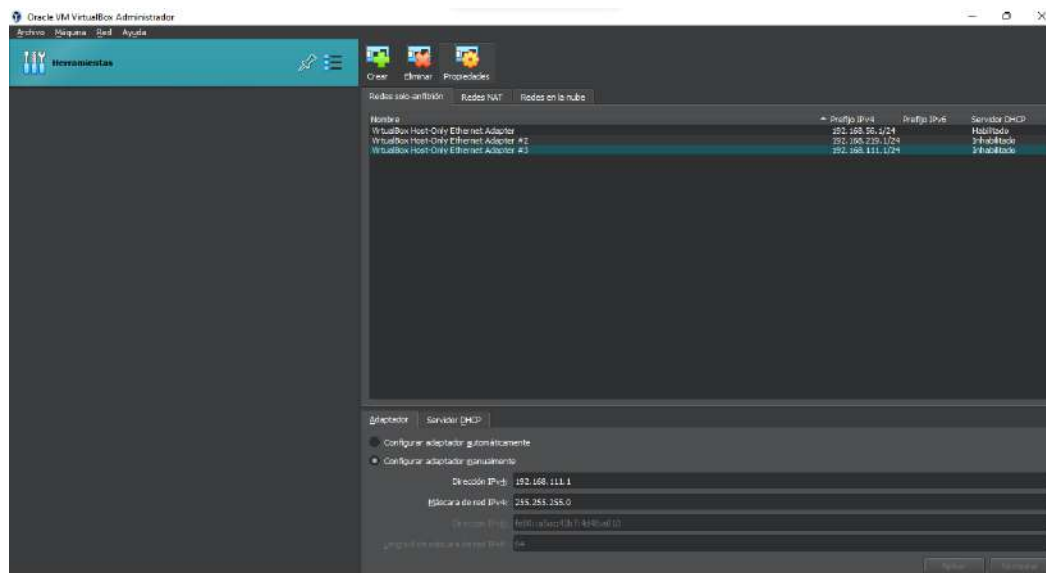 Oracle VM VirtualBox Administrador
Archivo Máquina Red Ayuda
Herramientas
Crear Eliminar Propiedades
Redes solo-anfitrión Redes NAT Redes en la nube
Nombre Prefijo IPv4 Prefijo IPv6 Servidor DHCP
VirtualBox Host-Only Ethernet Adapter 192.168.56.1/24 Habilitado
VirtualBox Host-Only Ethernet Adapter #2 192.168.219.1/24 Inhabilitado
VirtualBox Host-Only Ethernet Adapter #3 192.168.111.1/24 Inhabilitado
Adaptador Servidor DHCP
Configurar adaptador automáticamente
Configurar adaptador manualmente
Dirección IPv4: 192.168.111.1
Máscara de red IPv4: 255.255.255.0
Dirección IPv6:
Longitud de máscara de red IPv6: 64
Aplicar